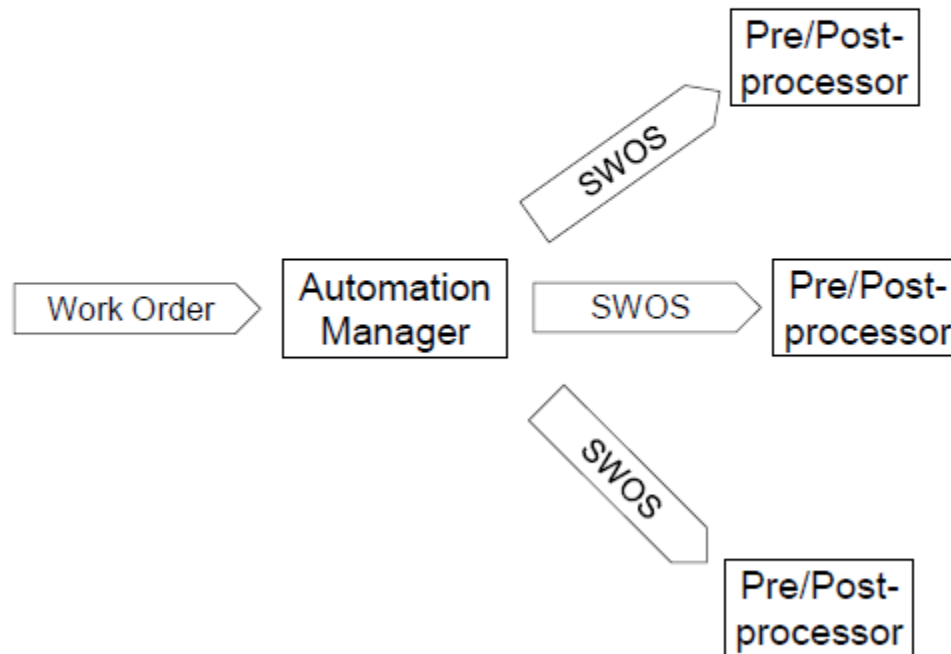 Pre/Post-
processor
SWOS
Work Order
Automation
Manager
SWOS
Pre/Post-
processor
SWOS
Pre/Post-
processor